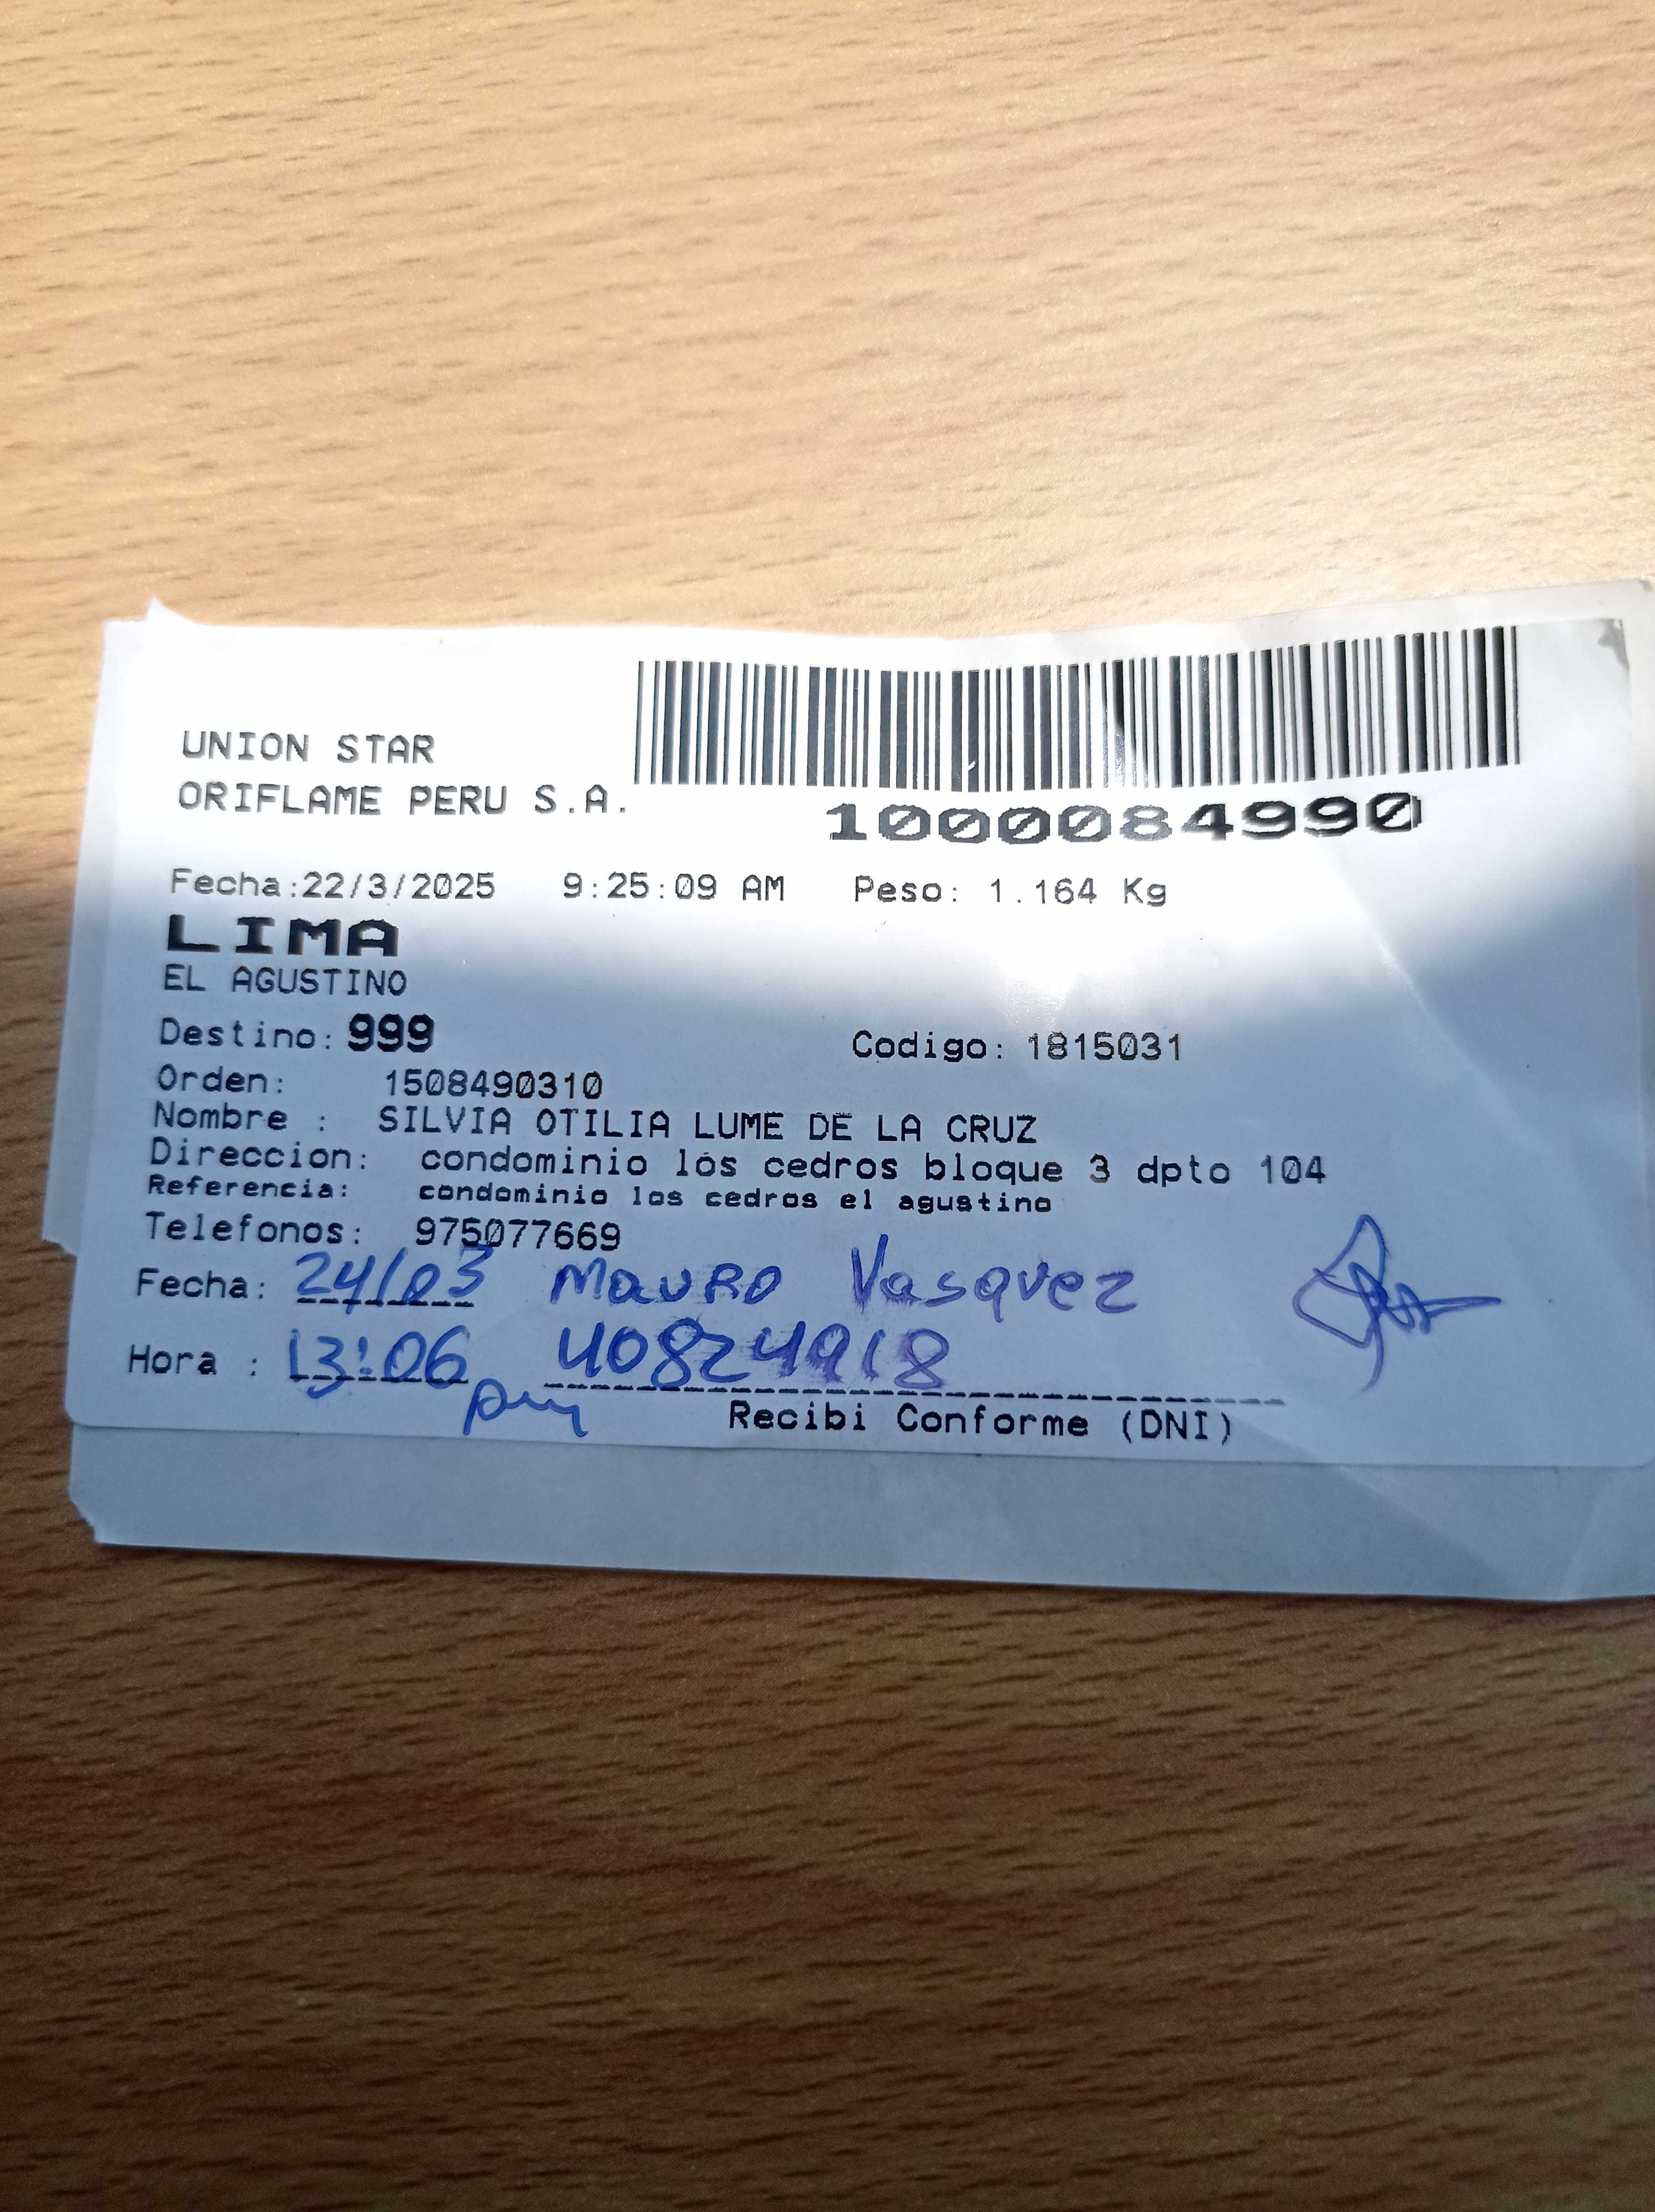 UNION STAR
ORIFLAME PERU S.A.
1000084990
Fecha:22/3/2025 9:25:09 AM Peso: 1.164 Kg
LIMA
EL AGUSTINO
Destino: 999 Codigo: 1815031
Orden: 1508490310
Nombre : SILVIA OTILIA LUME DE LA CRUZ
Direccion: condominio los cedros bloque 3 dpto 104
Referencia: condominio los cedros el agustino
Telefonos: 975077669
Fecha: 24/03 Mauro Vasquez
Hora : 13:06 pm 40824918
Recibi Conforme (DNI)